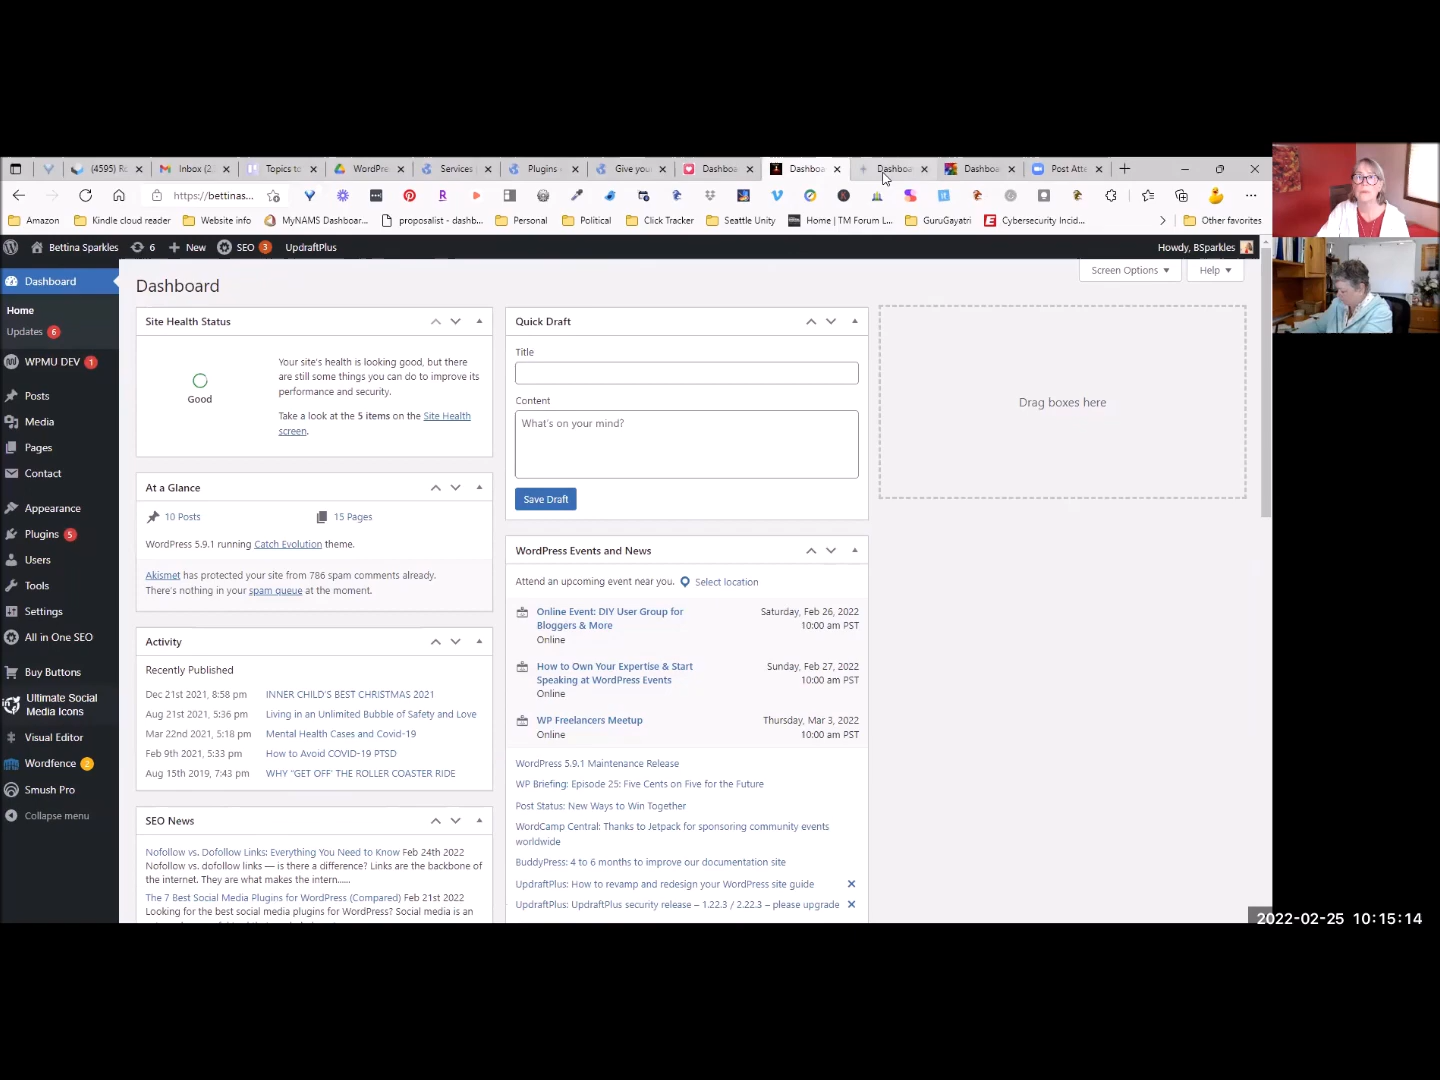 (4595) R
Inbox (2
Topics to
WordPre
Services
Plugins
Give you
Dashboa
Dashboa
Dashboa
Dashboa
Post Atte
https://bettinas...
Amazon
Kindle cloud reader
Website info
MyNAMS Dashboar...
proposalist - dashb...
Personal
Political
Click Tracker
Seattle Unity
Home | TM Forum L...
GuruGayatri
Cybersecurity Incid...
Other favorites
Bettina Sparkles
6
New
SEO 3
UpdraftPlus
Howdy, BSparkles
Screen Options
Help
Dashboard
Home
Updates 6
WPMU DEV 1
Posts
Media
Pages
Contact
Appearance
Plugins 5
Users
Tools
Settings
All in One SEO
Buy Buttons
Ultimate Social
Media Icons
Visual Editor
Wordfence 2
Smush Pro
Collapse menu
Dashboard
Site Health Status
Good
Your site's health is looking good, but there
are still some things you can do to improve its
performance and security.
Take a look at the 5 items on the Site Health
screen.
At a Glance
10 Posts
15 Pages
WordPress 5.9.1 running Catch Evolution theme.
Akismet has protected your site from 786 spam comments already.
There's nothing in your spam queue at the moment.
Activity
Recently Published
Dec 21st 2021, 8:58 pm INNER CHILD'S BEST CHRISTMAS 2021
Aug 21st 2021, 5:36 pm Living in an Unlimited Bubble of Safety and Love
Mar 22nd 2021, 5:18 pm Mental Health Cases and Covid-19
Feb 9th 2021, 5:33 pm How to Avoid COVID-19 PTSD
Aug 15th 2019, 7:43 pm WHY "GET OFF" THE ROLLER COASTER RIDE
SEO News
Nofollow vs. Dofollow Links: Everything You Need to Know Feb 24th 2022
Nofollow vs. dofollow links — is there a difference? Links are the backbone of
the internet. They are what makes the intern......
The 7 Best Social Media Plugins for WordPress (Compared) Feb 21st 2022
Looking for the best social media plugins for WordPress? Social media is an
Quick Draft
Title
Content
What's on your mind?
Save Draft
WordPress Events and News
Attend an upcoming event near you. Select location
Online Event: DIY User Group for
Bloggers & More
Online
Saturday, Feb 26, 2022
10:00 am PST
How to Own Your Expertise & Start
Speaking at WordPress Events
Online
Sunday, Feb 27, 2022
10:00 am PST
WP Freelancers Meetup
Online
Thursday, Mar 3, 2022
10:00 am PST
WordPress 5.9.1 Maintenance Release
WP Briefing: Episode 25: Five Cents on Five for the Future
Post Status: New Ways to Win Together
WordCamp Central: Thanks to Jetpack for sponsoring community events
worldwide
BuddyPress: 4 to 6 months to improve our documentation site
UpdraftPlus: How to revamp and redesign your WordPress site guide
UpdraftPlus: UpdraftPlus security release – 1.22.3 / 2.22.3 – please upgrade
Drag boxes here
2022-02-25 10:15:14